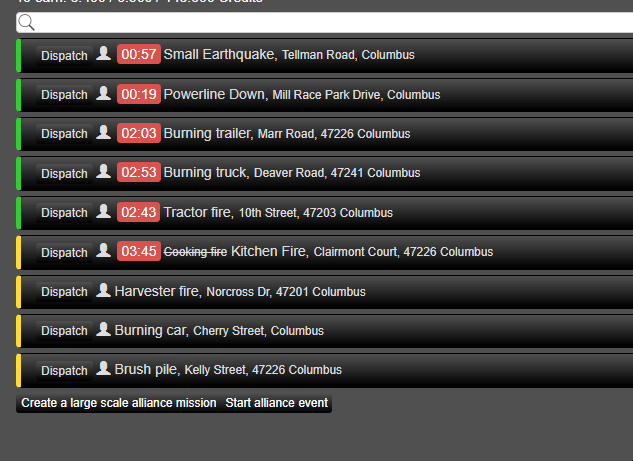 Dispatch 00:57 Small Earthquake, Tellman Road, Columbus
Dispatch 00:19 Powerline Down, Mill Race Park Drive, Columbus
Dispatch 02:03 Burning trailer, Marr Road, 47226 Columbus
Dispatch 02:53 Burning truck, Deaver Road, 47241 Columbus
Dispatch 02:43 Tractor fire, 10th Street, 47203 Columbus
Dispatch 03:45 Cooking fire Kitchen Fire, Clairmont Court, 47226 Columbus
Dispatch Harvester fire, Norcross Dr, 47201 Columbus
Dispatch Burning car, Cherry Street, Columbus
Dispatch Brush pile, Kelly Street, 47226 Columbus
Create a large scale alliance mission Start alliance event